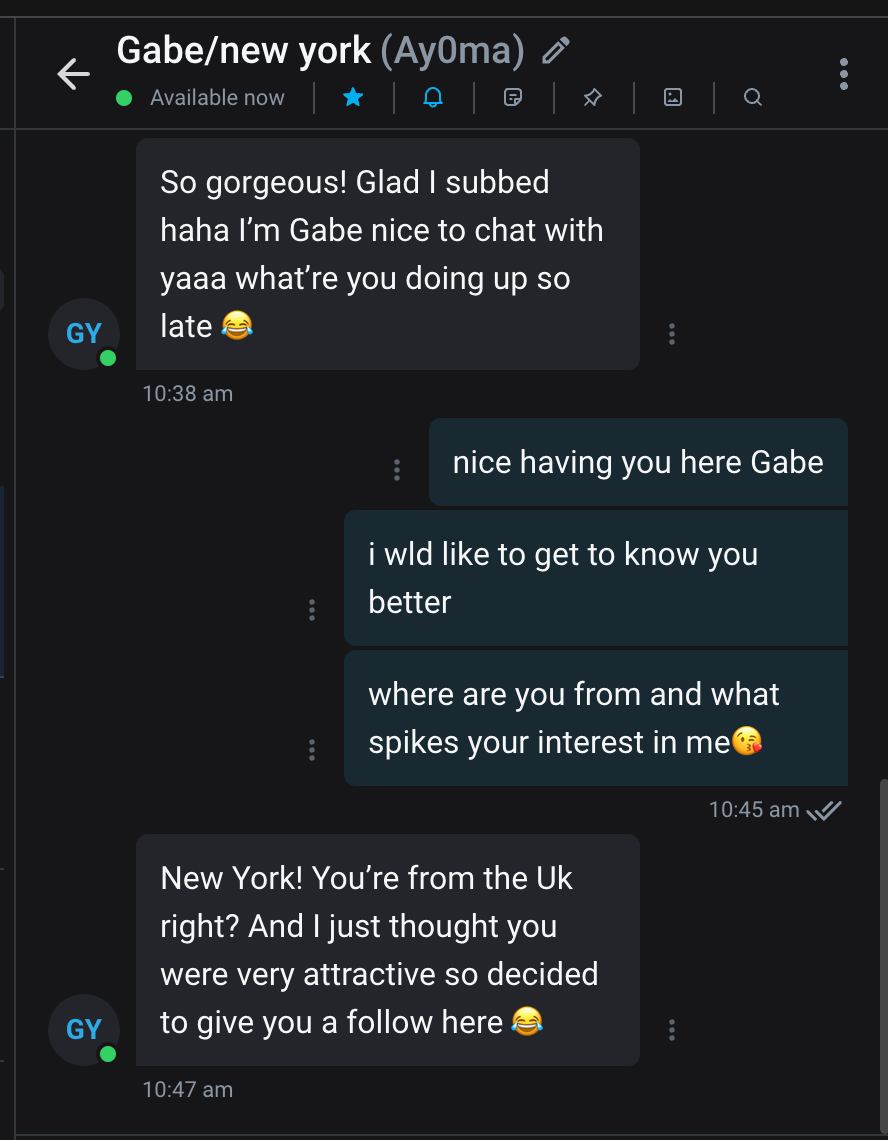 Gabe/new york (Ay0ma)
Available now
So gorgeous! Glad I subbed
haha I’m Gabe nice to chat with
yaaa what’re you doing up so
late 😂
GY
10:38 am
nice having you here Gabe
i wld like to get to know you
better
where are you from and what
spikes your interest in me😘
10:45 am
New York! You’re from the Uk
right? And I just thought you
were very attractive so decided
to give you a follow here 😂
GY
10:47 am